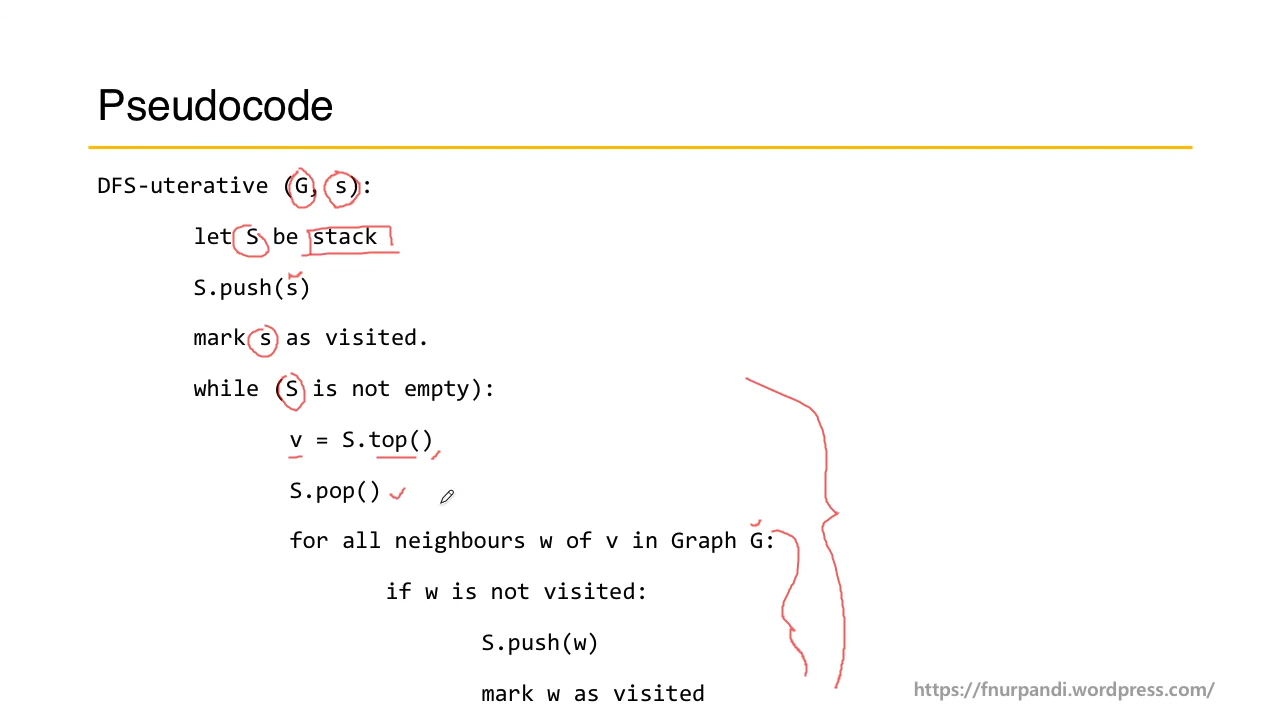 Pseudocode
DFS-uterative (G, s):
let S be stack
S.push(s)
mark s as visited.
while (S is not empty):
v = S.top()
S.pop()
for all neighbours w of v in Graph G:
if w is not visited:
S.push(w)
mark w as visited
https://fnurpandi.wordpress.com/